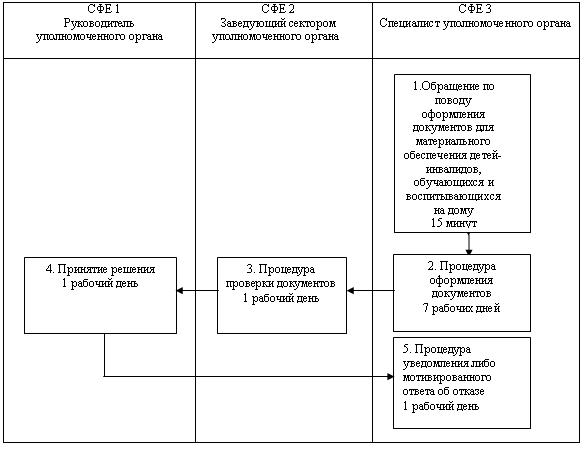 СФЕ 1
Руководитель
уполномоченного органа
СФЕ 2
Заведующий сектором
уполномоченного органа
СФЕ 3
Специалист уполномоченного органа
1.Обращение по
поводу
оформления
документов для
материального
обеспечения детей-
инвалидов,
обучающихся и
воспитывающихся
на дому
15 минут
2. Процедура
оформления
документов
7 рабочих дней
3. Процедура
проверки документов
1 рабочий день
4. Принятие решения
1 рабочий день
5. Процедура
уведомления либо
мотивированного
ответа об отказе
1 рабочий день